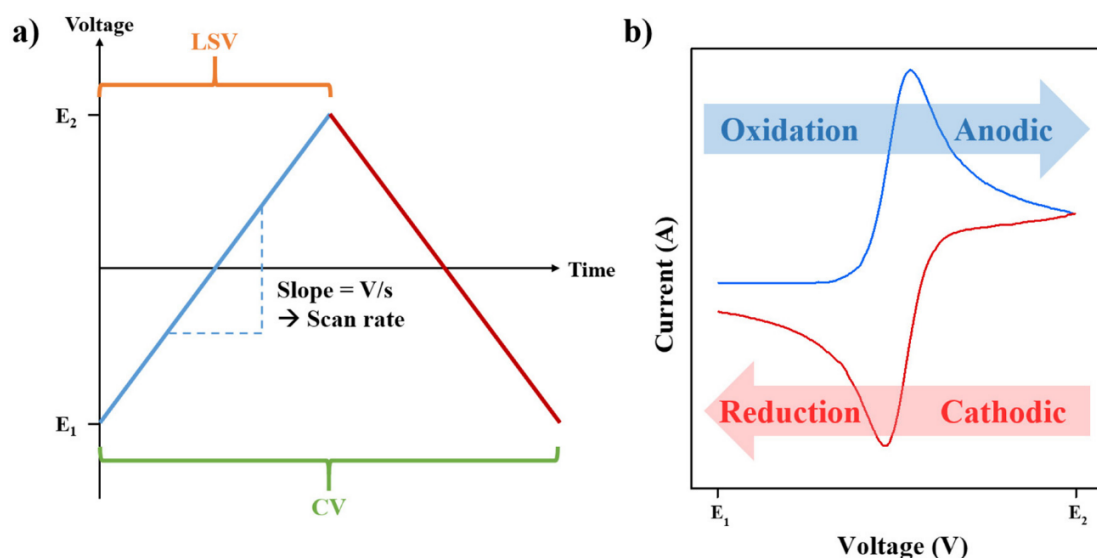 a)
Voltage
LSV
E₂
Time
Slope = V/s
→ Scan rate
E₁
CV
b)
Oxidation Anodic
Current (A)
Reduction Cathodic
E₁ E₂
Voltage (V)